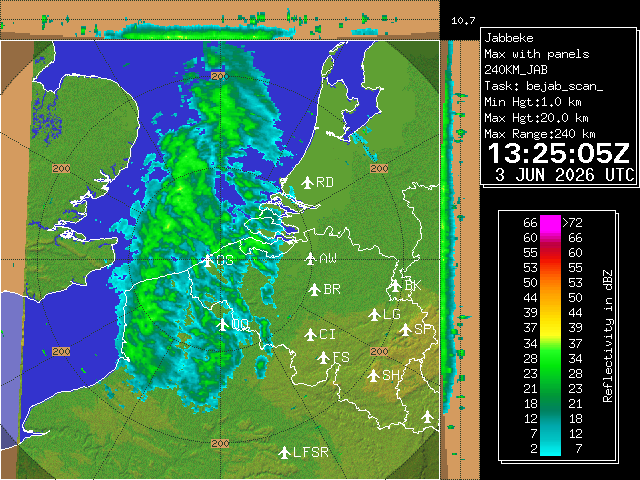 10.7
Jabbeke
Max with panels
240KM_JAB
Task: bejab_scan_
Min Hgt:1.0 km
Max Hgt:20.0 km
Max Range:240 km
13:25:05Z
3 JUN 2026 UTC
200
200
200
200
200
200
RD
OS
AW
BR
BK
LG
WO
CI
SP
FS
SH
LFSR
66 >72
60 66
55 60
53 55
50 53
44 50
39 44
37 39
34 37
28 34
24 28
23 24
21 23
18 21
12 18
7 12
2 7
Reflectivity in dBZ